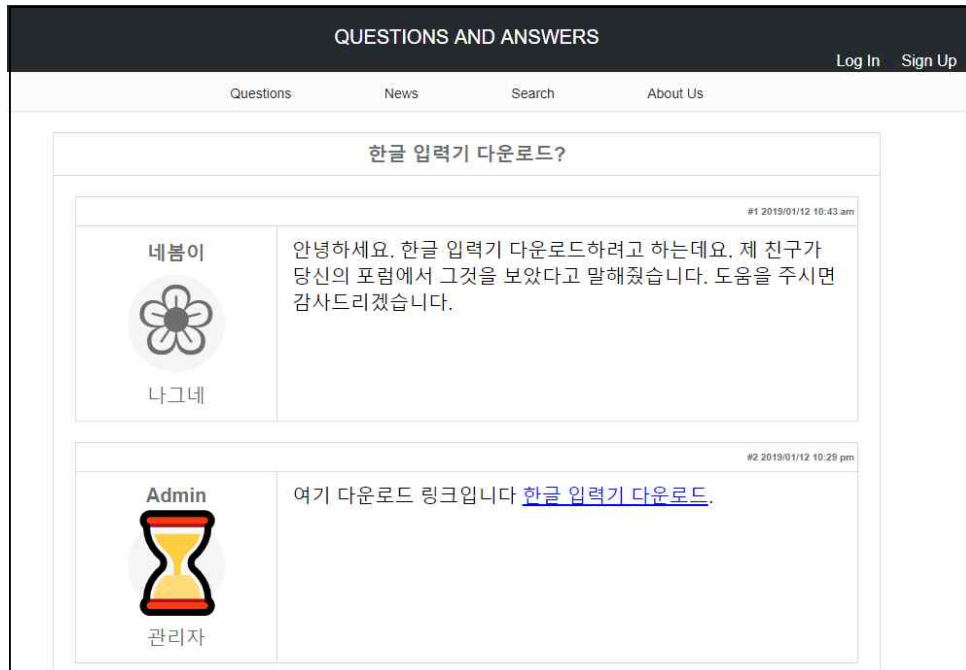 QUESTIONS AND ANSWERS
Log In Sign Up
Questions News Search About Us
한글 입력기 다운로드?
#1 2019/01/12 10:43 am
네봄이
안녕하세요. 한글 입력기 다운로드하려고 하는데요. 제 친구가
당신의 포럼에서 그것을 보았다고 말해줬습니다. 도움을 주시면
감사드리겠습니다.
나그네
#2 2019/01/12 10:29 pm
Admin
여기 다운로드 링크입니다 한글 입력기 다운로드.
관리자